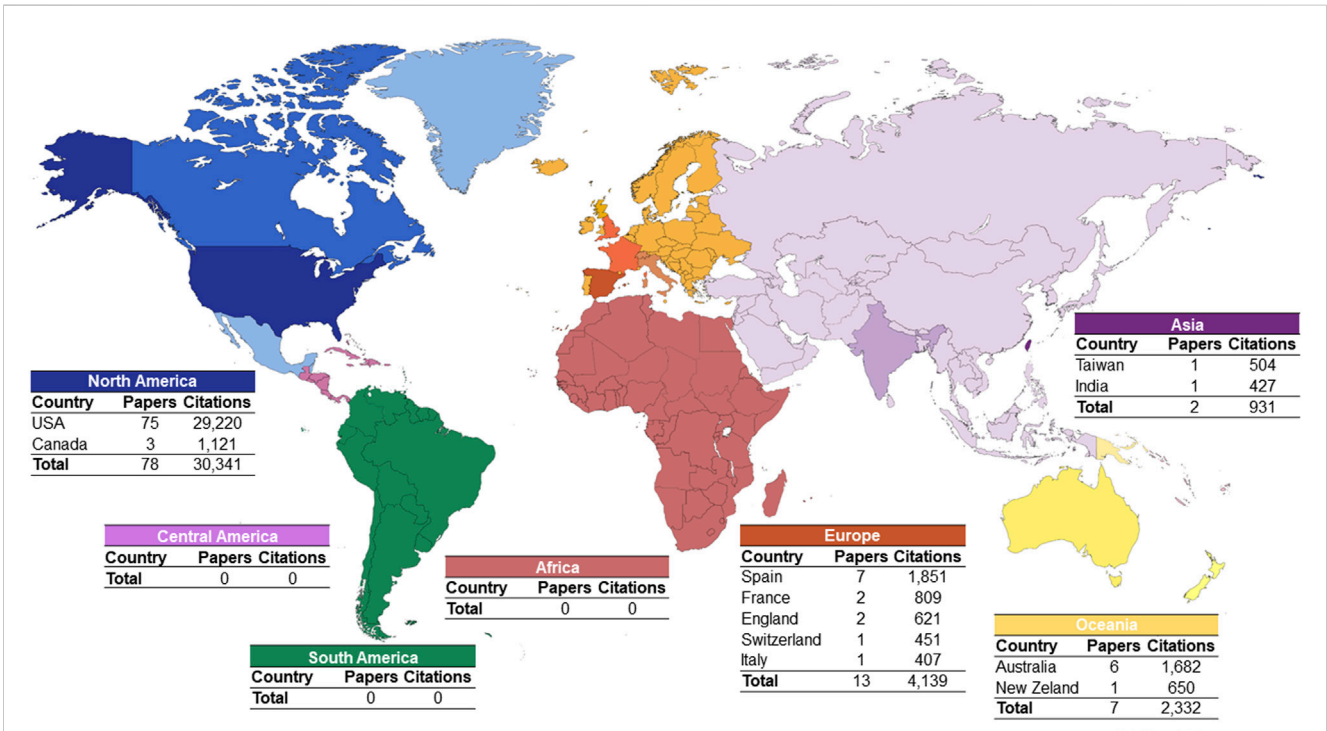 North America
Country Papers Citations
USA 75 29,220
Canada 3 1,121
Total 78 30,341
Central America
Country Papers Citations
Total 0 0
South America
Country Papers Citations
Total 0 0
Africa
Country Papers Citations
Total 0 0
Europe
Country Papers Citations
Spain 7 1,851
France 2 809
England 2 621
Switzerland 1 451
Italy 1 407
Total 13 4,139
Asia
Country Papers Citations
Taiwan 1 504
India 1 427
Total 2 931
Oceania
Country Papers Citations
Australia 6 1,682
New Zeland 1 650
Total 7 2,332